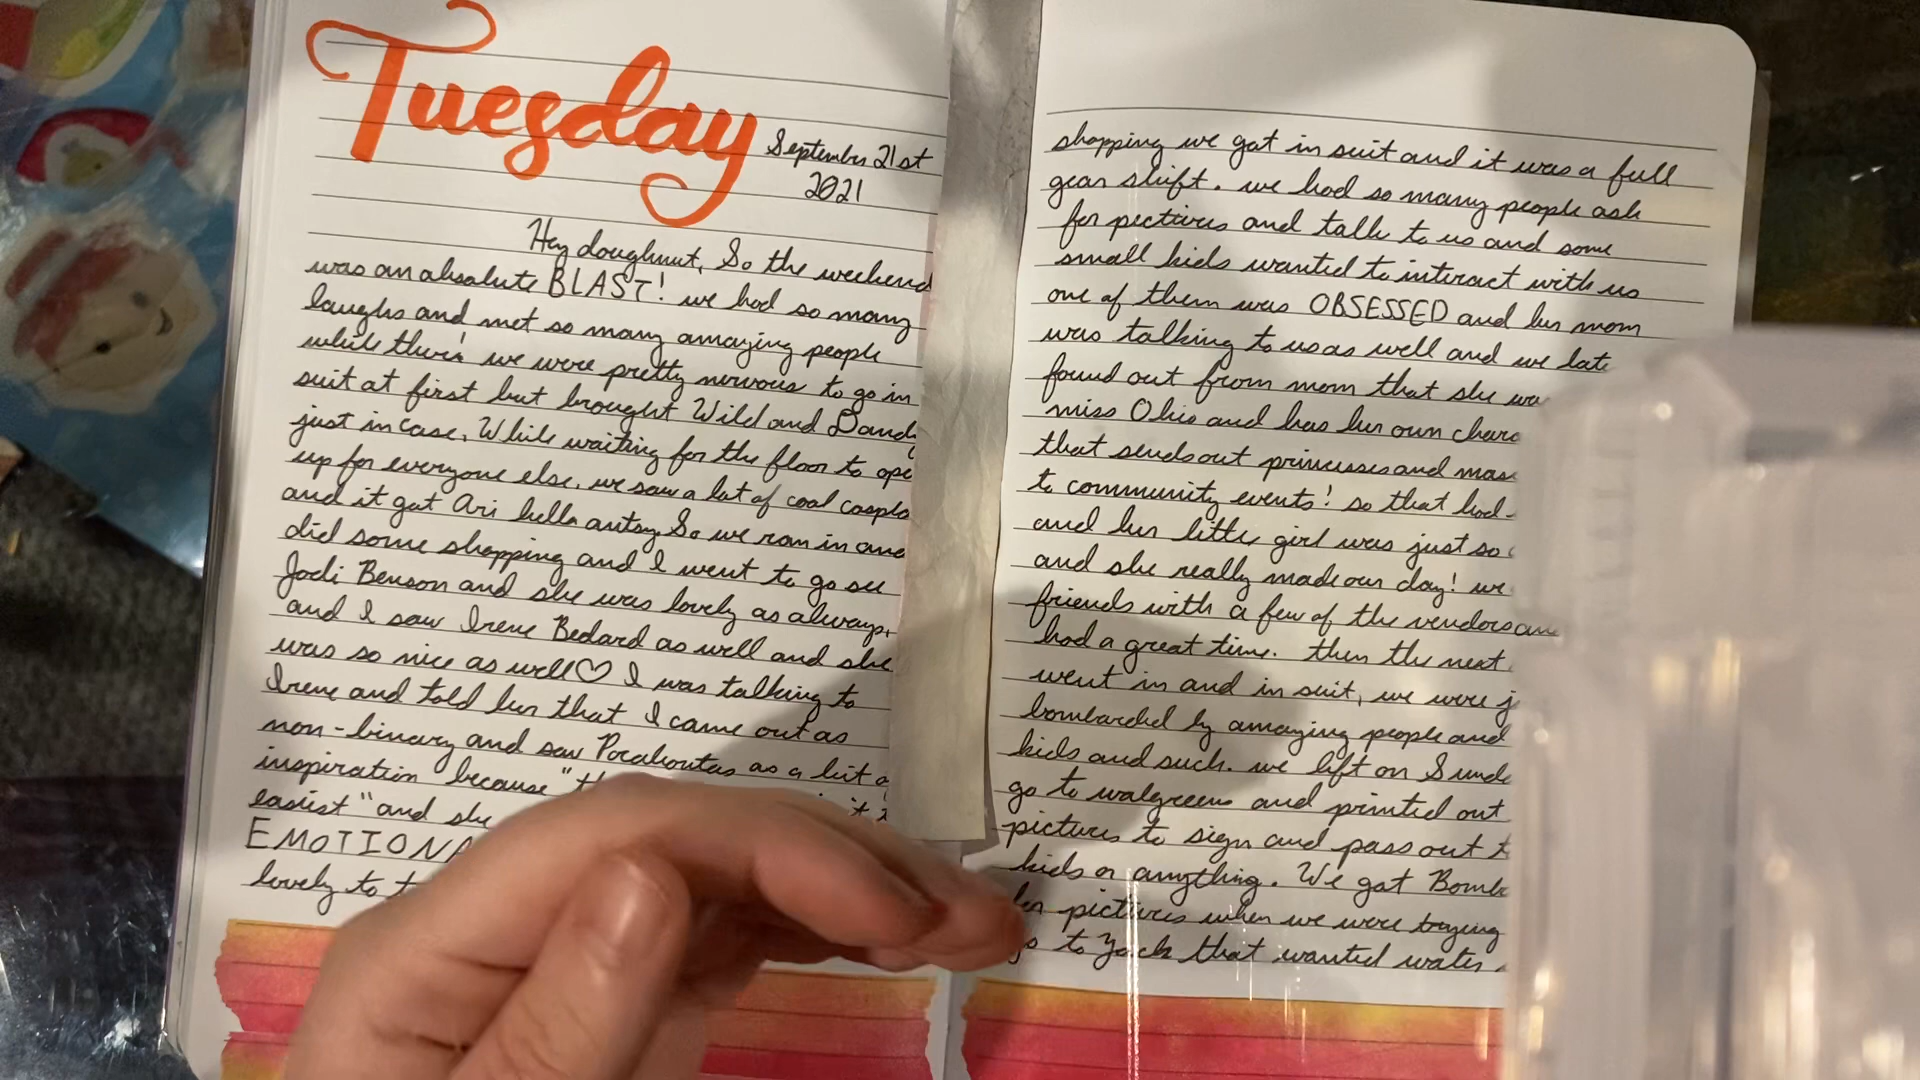 Tuesday
September 21st
2021
Hey doughnut, So the weekend
was an absolute BLAST! we had so many
laughs and met so many amazing people
while there we were pretty nervous to go in
suit at first but brought Wild and Dandy
just in case. While waiting for the floor to ope
up for everyone else, we saw a lot of cool cospla
and it got Ari hella antsy So we ran in and
did some shopping and I went to go see
Jodi Benson and she was lovely as always,
and I saw Irene Bedard as well and she
was so nice as well♡ I was talking to
Irene and told her that I came out as
non-binary and saw Pocahontas as a bit o
inspiration because "th
easiest" and she
EMOTIONA
lovely to t
shopping we got in suit and it was a full
gear shift. we had so many people ask
for pectives and talk to us and some
small kids wanted to interact with us
one of them was OBSESSED and her mom
was talking to us as well and we late
found out from mom that she wa
miss Ohio and has her own chara
that sends out princesses and mas
to community events! so that had
and her little girl was just so
and she really made our day! we
friends with a few of the vendors and
had a great time. then the next
went in and in suit, we were j
bombarded by amazing people and
kids and such. we left on Sunda
go to walgreens and printed out
pictures to sign and pass out t
kids or anything. We got Bomb
for pictures when we were trying
go to Zack that wanted water